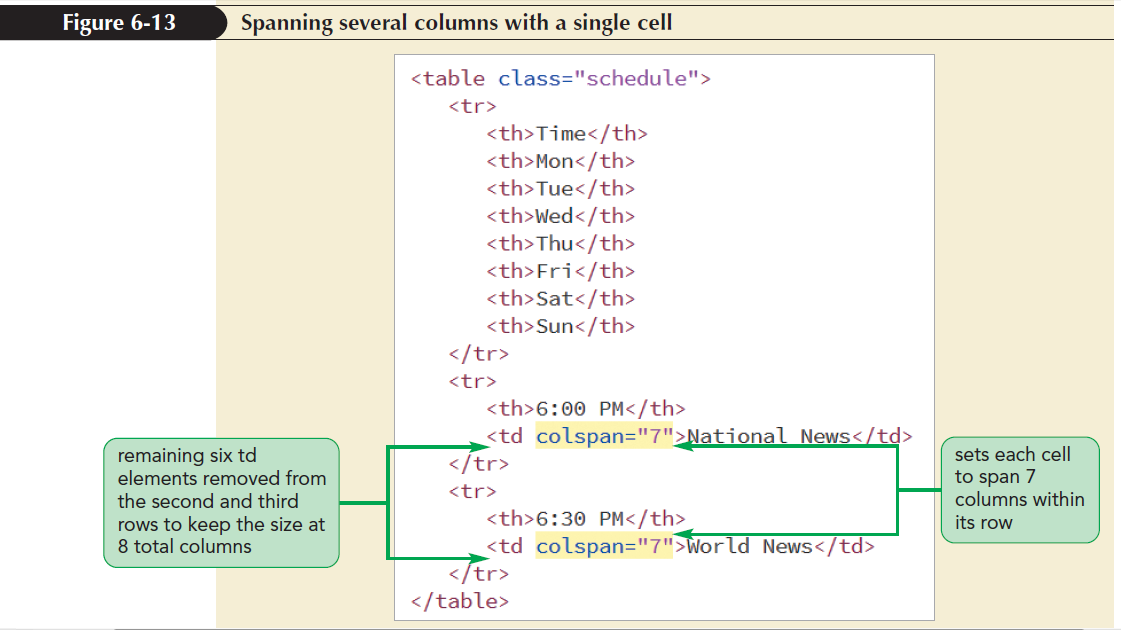 Figure 6-13 Spanning several columns with a single cell
<table class="schedule">
<tr>
<th>Time</th>
<th>Mon</th>
<th>Tue</th>
<th>Wed</th>
<th>Thu</th>
<th>Fri</th>
<th>Sat</th>
<th>Sun</th>
</tr>
<tr>
<th>6:00 PM</th>
<td colspan="7">National News</td>
</tr>
<tr>
<th>6:30 PM</th>
<td colspan="7">World News</td>
</tr>
</table>
remaining six td
elements removed from
the second and third
rows to keep the size at
8 total columns
sets each cell
to span 7
columns within
its row